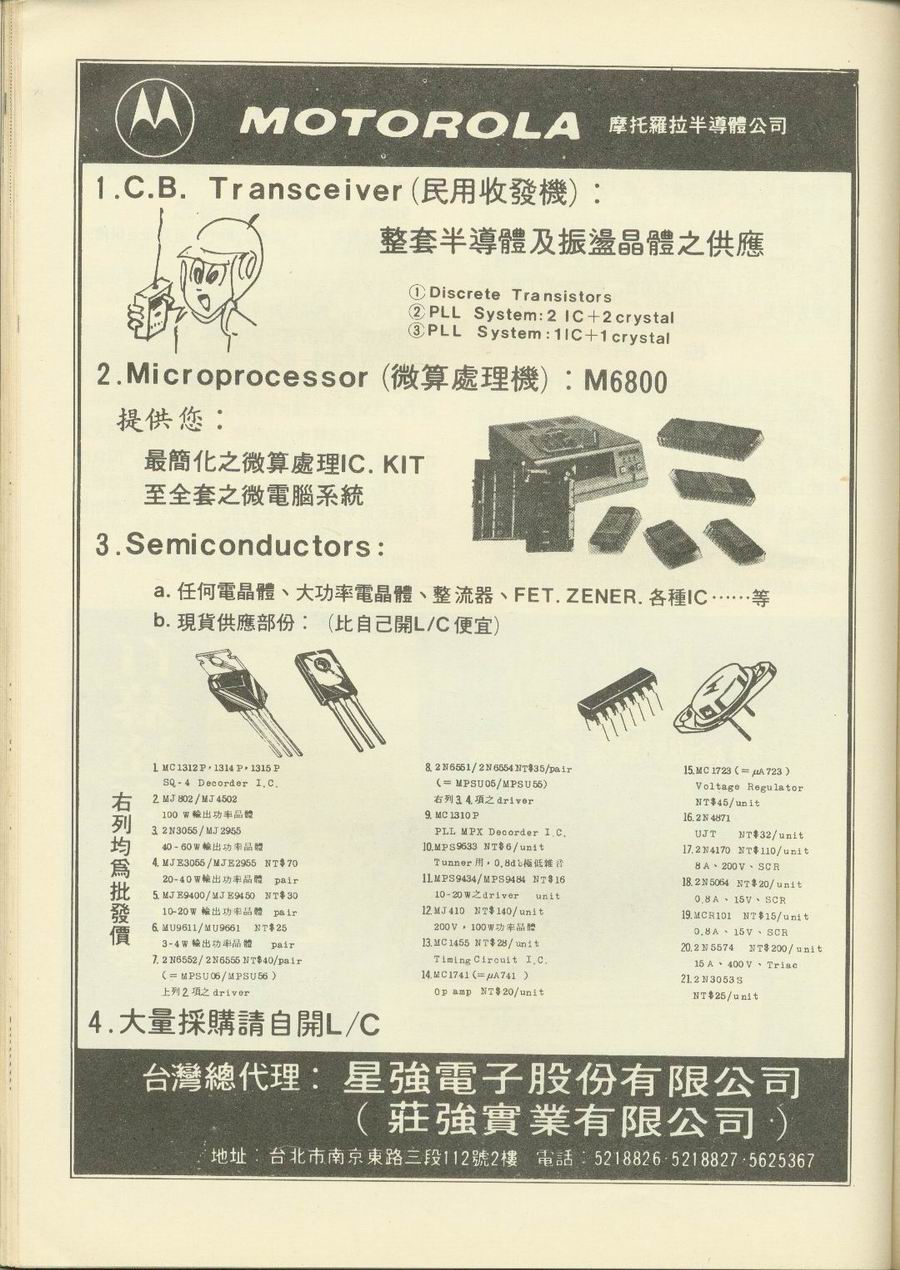 MOTOROLA 摩托羅拉半導體公司
1.C.B. Transceiver(民用收發機)：
整套半導體及振盪晶體之供應
①Discrete Transistors
②PLL System:2 IC+2crystal
③PLL System:1IC+1crystal
2.Microprocessor(微算處理機)：M6800
提供您：
最簡化之微算處理IC. KIT
至全套之微電腦系統
3.Semiconductors:
a. 任何電晶體、大功率電晶體、整流器、FET. ZENER. 各種IC……等
b. 現貨供應部份：(比自己開L/C便宜)
右列均為批發價
1. MC1312P，1314P，1315P
SQ-4 Decorder I.C.
2. MJ802/MJ4502
100W輸出功率晶體
3. 2N3055/MJ2955
40-60W輸出功率晶體
4. MJE3055/MJE2955 NT$70
20-40W輸出功率晶體 pair
5. MJE9400/MJE9450 NT$30
10-20W輸出功率晶體 pair
6. MU9611/MU9661 NT$25
3-4W輸出功率晶體 pair
7. 2N6552/2N6555 NT$40/pair
(=MPSU06/MPSU56)
上列2.項之driver
8. 2N6551/2N6554 NT$35/pair
(=MPSU05/MPSU55)
右列3.4.項之driver
9. MC1310P
PLL MPX Decorder I.C.
10. MPS9633 NT$6/unit
Tunner用，0.8db極低雜音
11. MPS9434/MPS9484 NT$16
10-20W之driver unit
12. MJ410 NT$140/unit
200V，100W功率晶體
13. MC1455 NT$28/unit
Timing Circuit I.C.
14. MC1741(=μA741)
Op amp NT$20/unit
15. MC1723(=μA723)
Voltage Regulator
NT$45/unit
16. 2N4871
UJT NT$32/unit
17. 2N4170 NT$110/unit
8A、200V、SCR
18. 2N5064 NT$20/unit
0.8A、15V、SCR
19. MCR101 NT$15/unit
0.8A、15V、SCR
20. 2N5574 NT$200/unit
15A、400V、Triac
21. 2N3053S
NT$25/unit
4.大量採購請自開L/C
台灣總代理：星強電子股份有限公司
(莊強實業有限公司)
地址：台北市南京東路三段112號2樓 電話：5218826·5218827·5625367